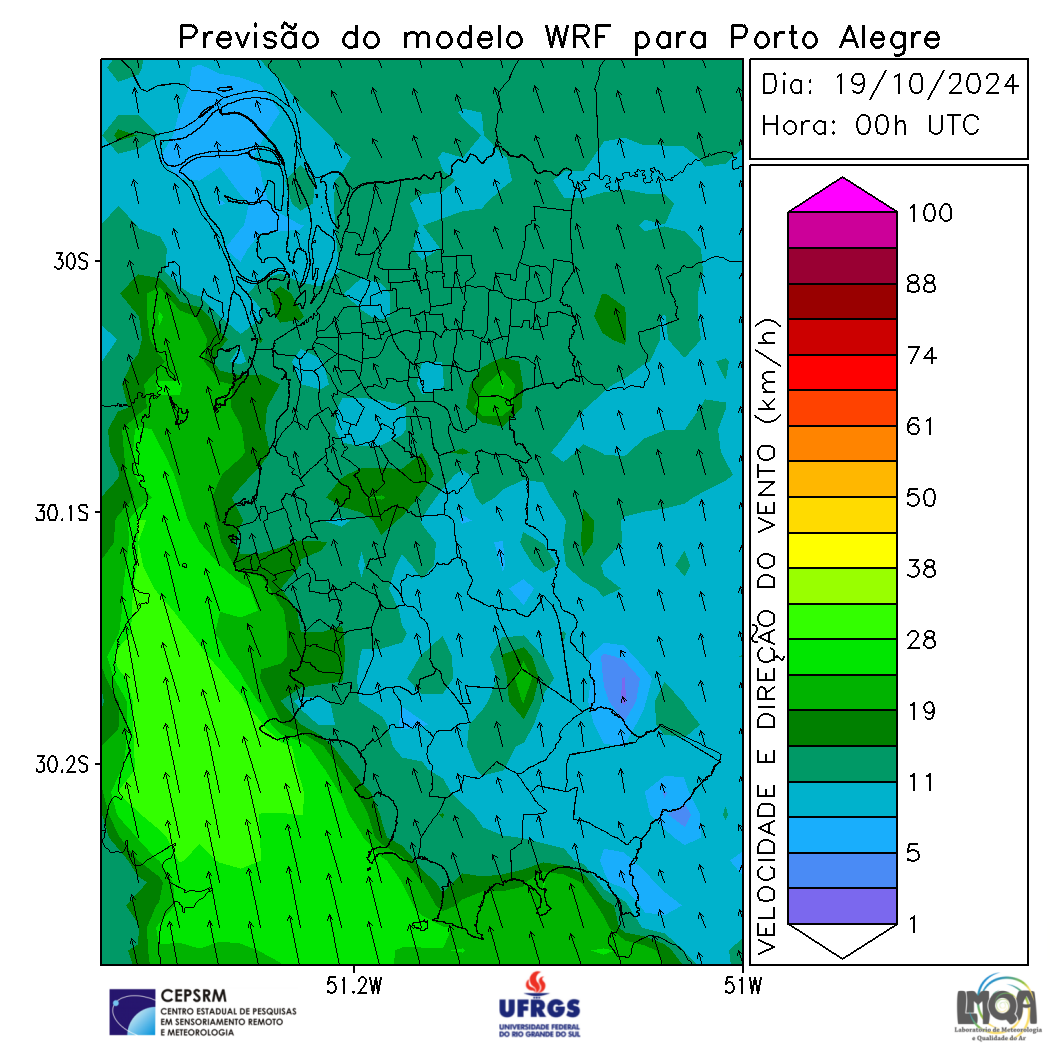 Previsão do modelo WRF para Porto Alegre
Dia: 19/10/2024
Hora: 00h UTC
30S
30.1S
30.2S
51.2W
51W
VELOCIDADE E DIREÇÃO DO VENTO (km/h)
100
88
74
61
50
38
28
19
11
5
1
CEPSRM
CENTRO ESTADUAL DE PESQUISAS
EM SENSORIAMENTO REMOTO
E METEOROLOGIA
UFRGS
UNIVERSIDADE FEDERAL
DO RIO GRANDE DO SUL
LMQA
Laboratório de Meteorologia
e Qualidade do Ar